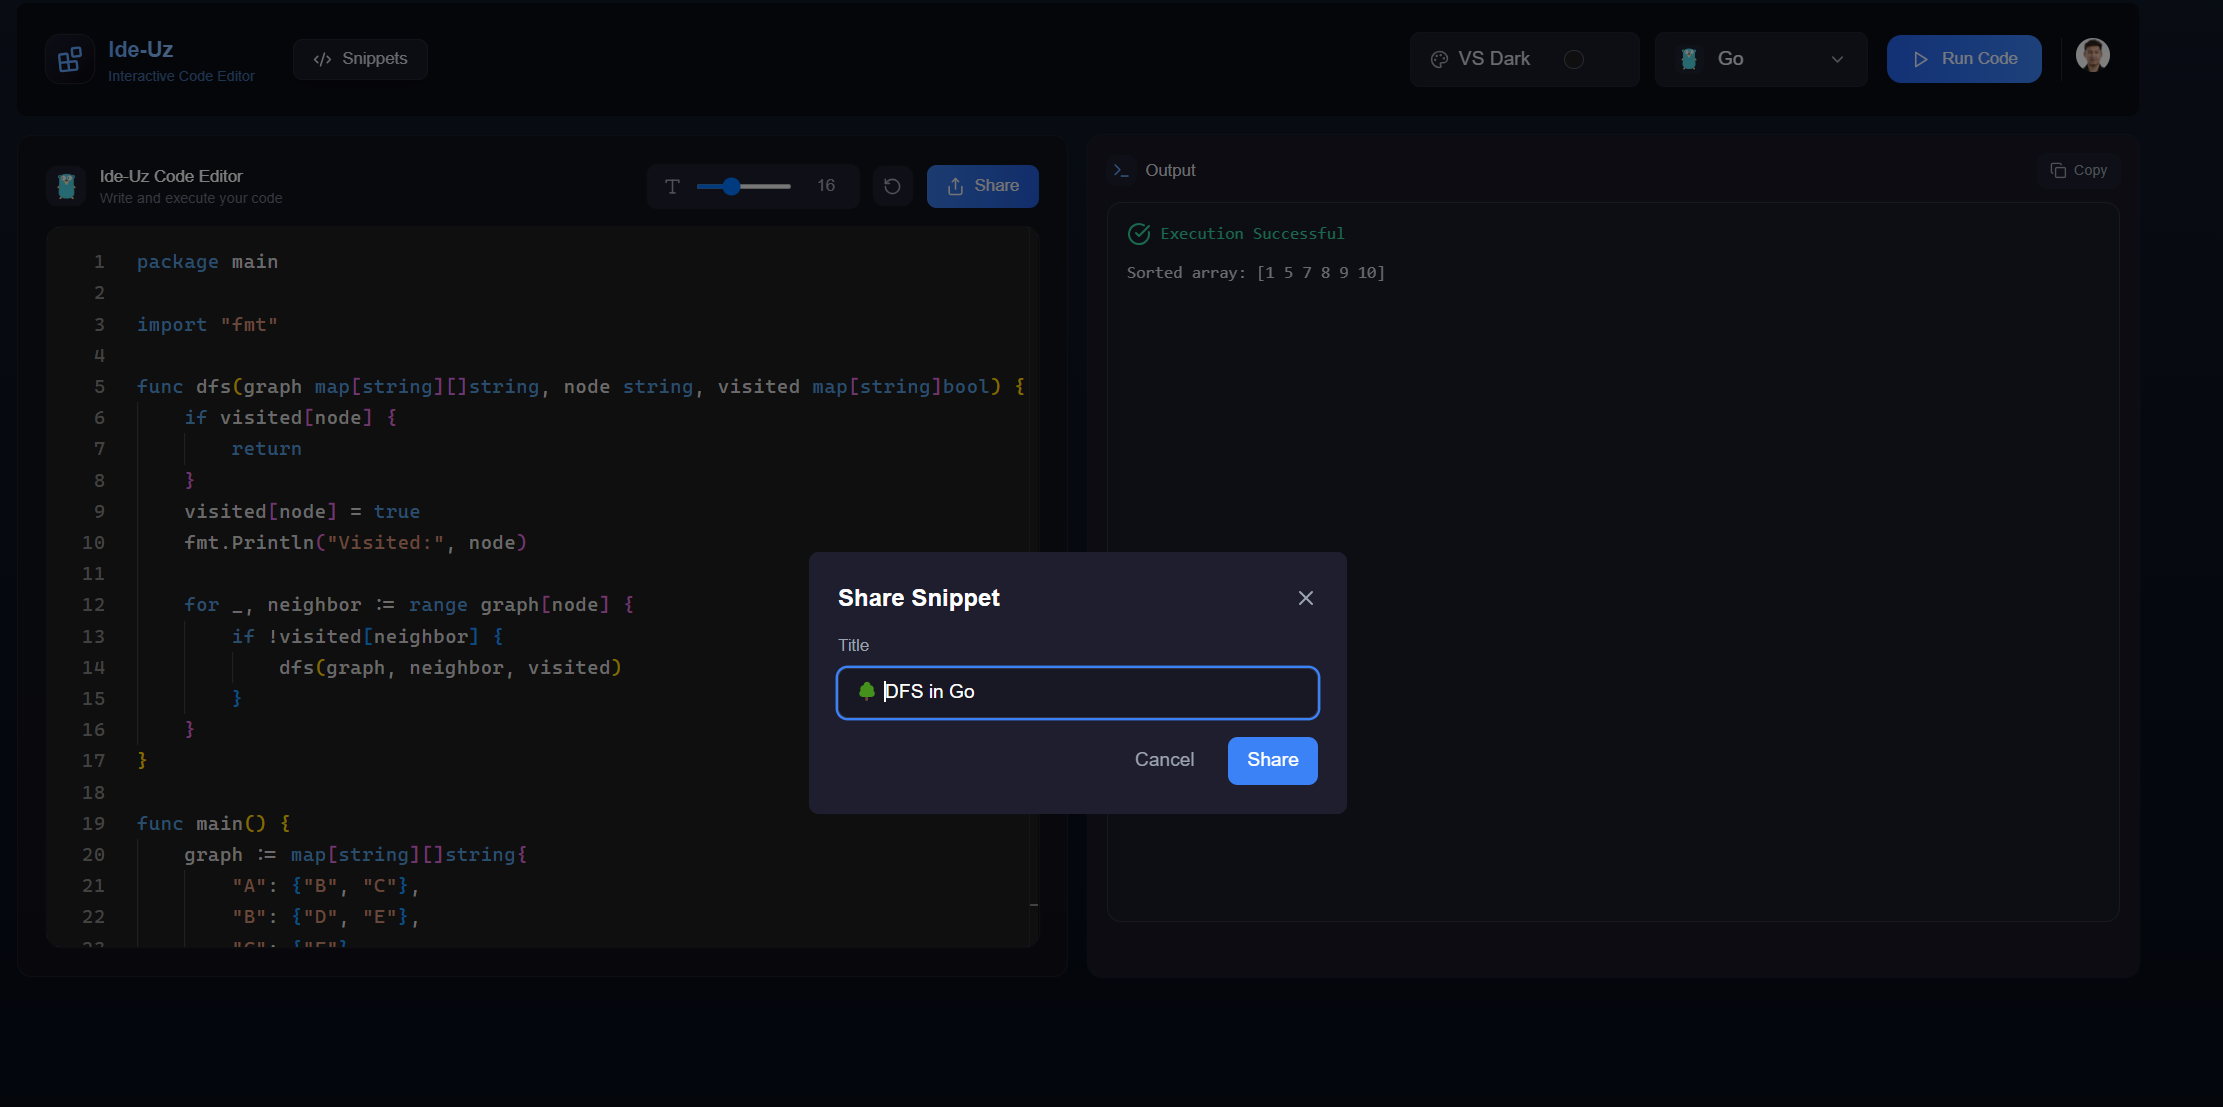 Ide-Uz
Interactive Code Editor
</> Snippets
VS Dark
Go
Run Code
Ide-Uz Code Editor
Write and execute your code
T 16
Share
1 package main
2
3 import "fmt"
4
5 func dfs(graph map[string][]string, node string, visited map[string]bool) {
6 if visited[node] {
7 return
8 }
9 visited[node] = true
10 fmt.Println("Visited:", node)
11
12 for _, neighbor := range graph[node] {
13 if !visited[neighbor] {
14 dfs(graph, neighbor, visited)
15 }
16 }
17 }
18
19 func main() {
20 graph := map[string][]string{
21 "A": {"B", "C"},
22 "B": {"D", "E"},
Output
Copy
Execution Successful
Sorted array: [1 5 7 8 9 10]
Share Snippet
Title
🌳 DFS in Go
Cancel
Share